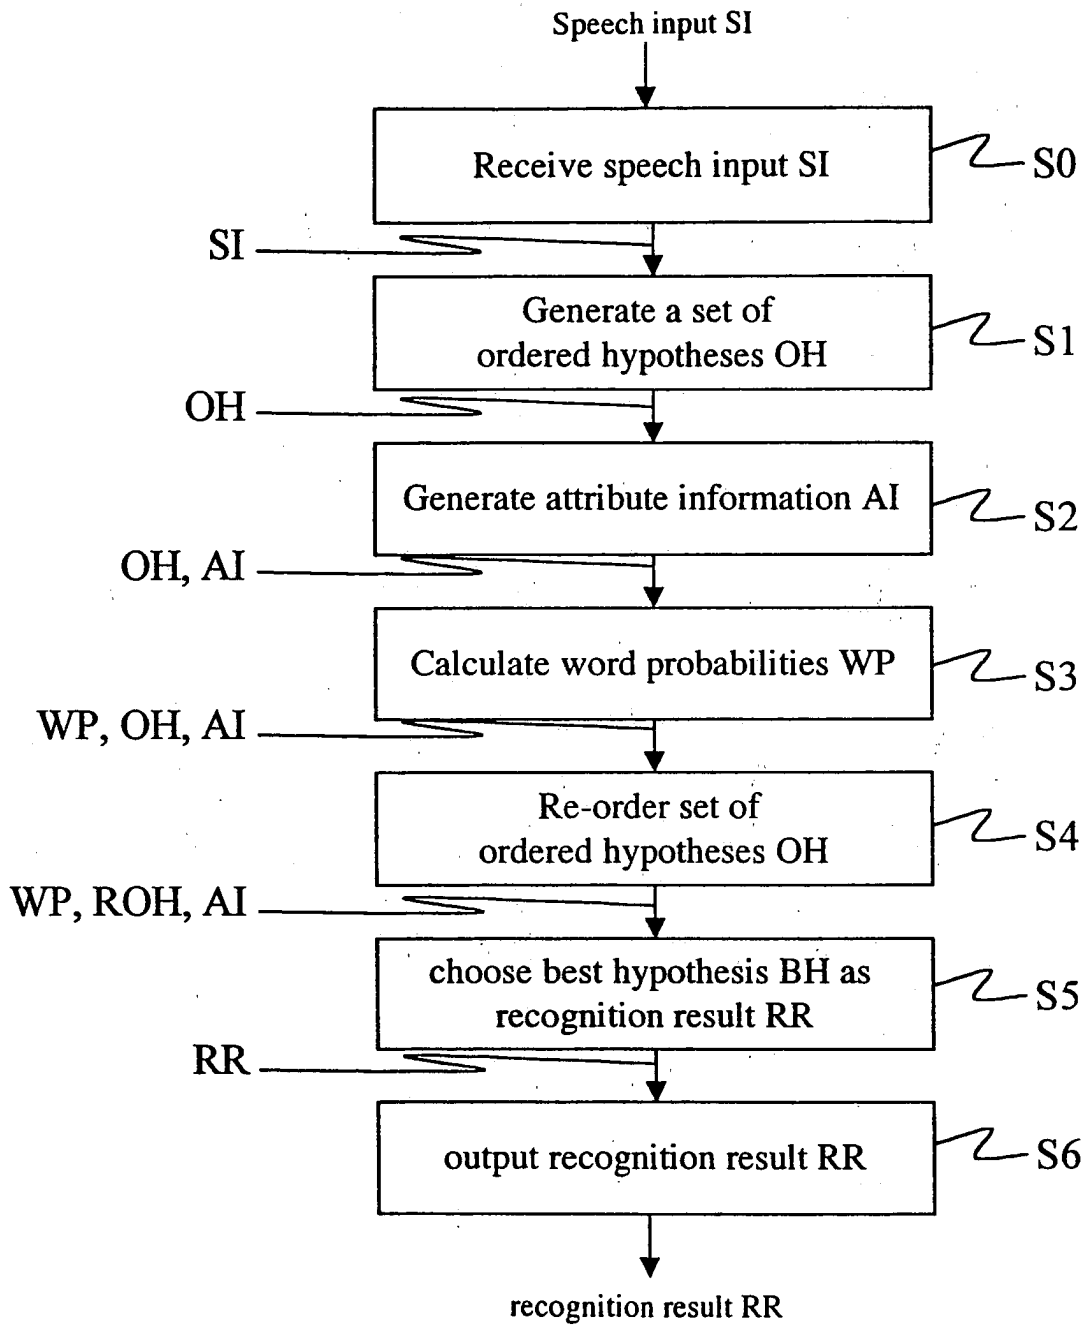 Speech input SI
Receive speech input SI
S0
SI
Generate a set of
ordered hypotheses OH
S1
OH
Generate attribute information AI
S2
OH, AI
Calculate word probabilities WP
S3
WP, OH, AI
Re-order set of
ordered hypotheses OH
S4
WP, ROH, AI
choose best hypothesis BH as
recognition result RR
S5
RR
output recognition result RR
S6
recognition result RR